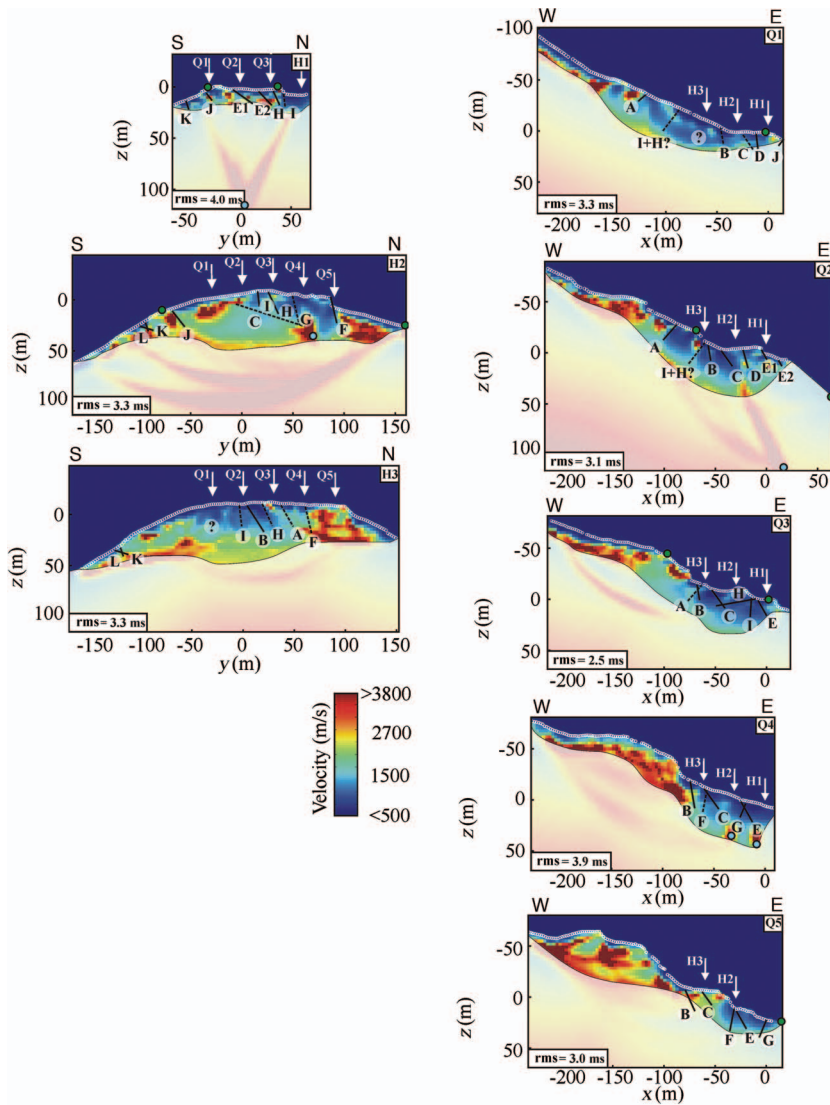 S N
Q1 Q2 Q3 H1
0
50
100
z (m)
K J E1 E2 H I
rms = 4.0 ms
-50 0 50
y (m)
S N
H2
Q1 Q2 Q3 Q4 Q5
0
50
100
z (m)
L K J C I H G F
rms = 3.3 ms
-150 -100 -50 0 50 100 150
y (m)
S N
H3
Q1 Q2 Q3 Q4 Q5
0
50
100
z (m)
L K ? I B H A F
rms = 3.3 ms
-150 -100 -50 0 50 100 150
y (m)
Velocity (m/s)
>3800
2700
1500
<500
W E
Q1
-100
-50
0
50
z (m)
H3 H2 H1
A I+H? ? B C D J
rms = 3.3 ms
-200 -150 -100 -50 0
x (m)
W E
Q2
-50
0
50
100
z (m)
H3 H2 H1
A I+H? B C D E1 E2
rms = 3.1 ms
-200 -150 -100 -50 0 50
x (m)
W E
Q3
-50
0
50
z (m)
H3 H2 H1
A B C H I E
rms = 2.5 ms
-200 -150 -100 -50 0
x (m)
W E
Q4
-50
0
50
z (m)
H3 H2 H1
B F C G E
rms = 3.9 ms
-200 -150 -100 -50 0
x (m)
W E
Q5
-50
0
50
z (m)
H3 H2
B C F E G
rms = 3.0 ms
-200 -150 -100 -50 0
x (m)